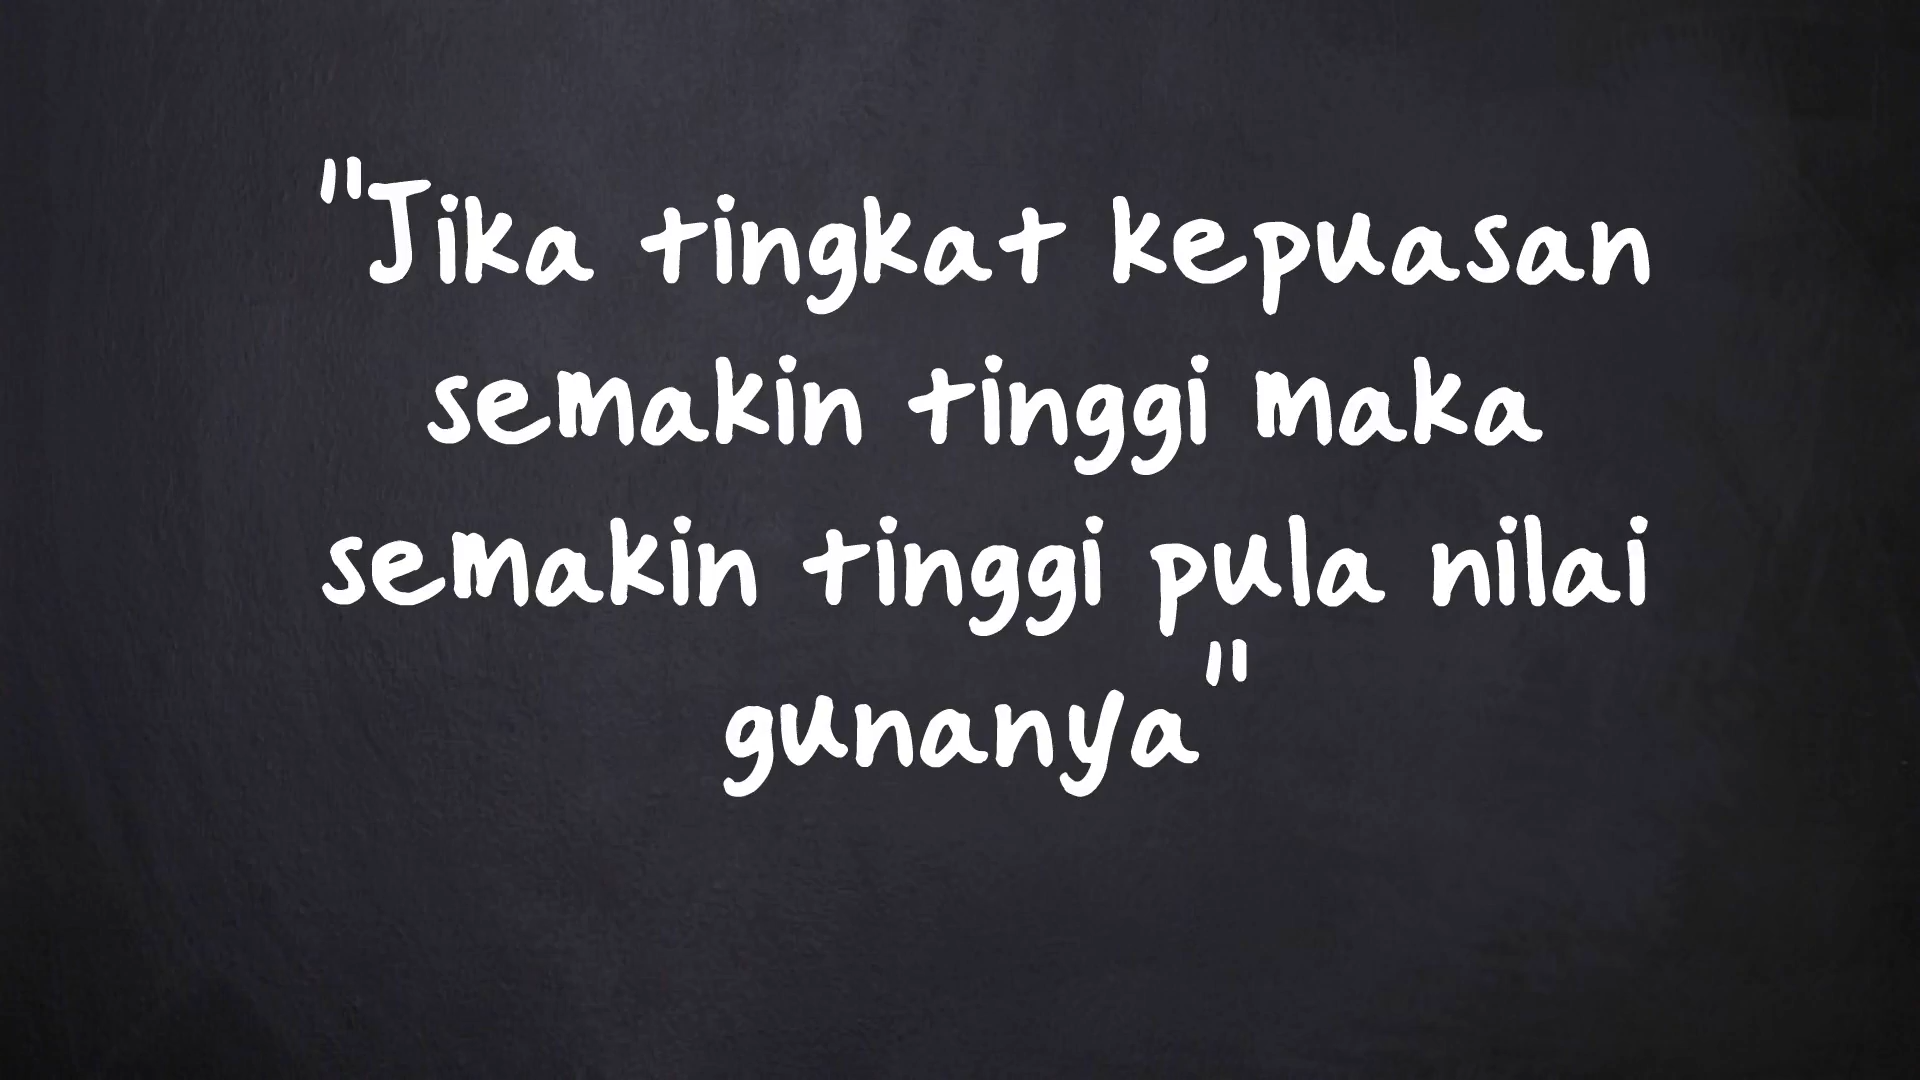 "Jika tingkat kepuasan
semakin tinggi maka
semakin tinggi pula nilai
gunanya"